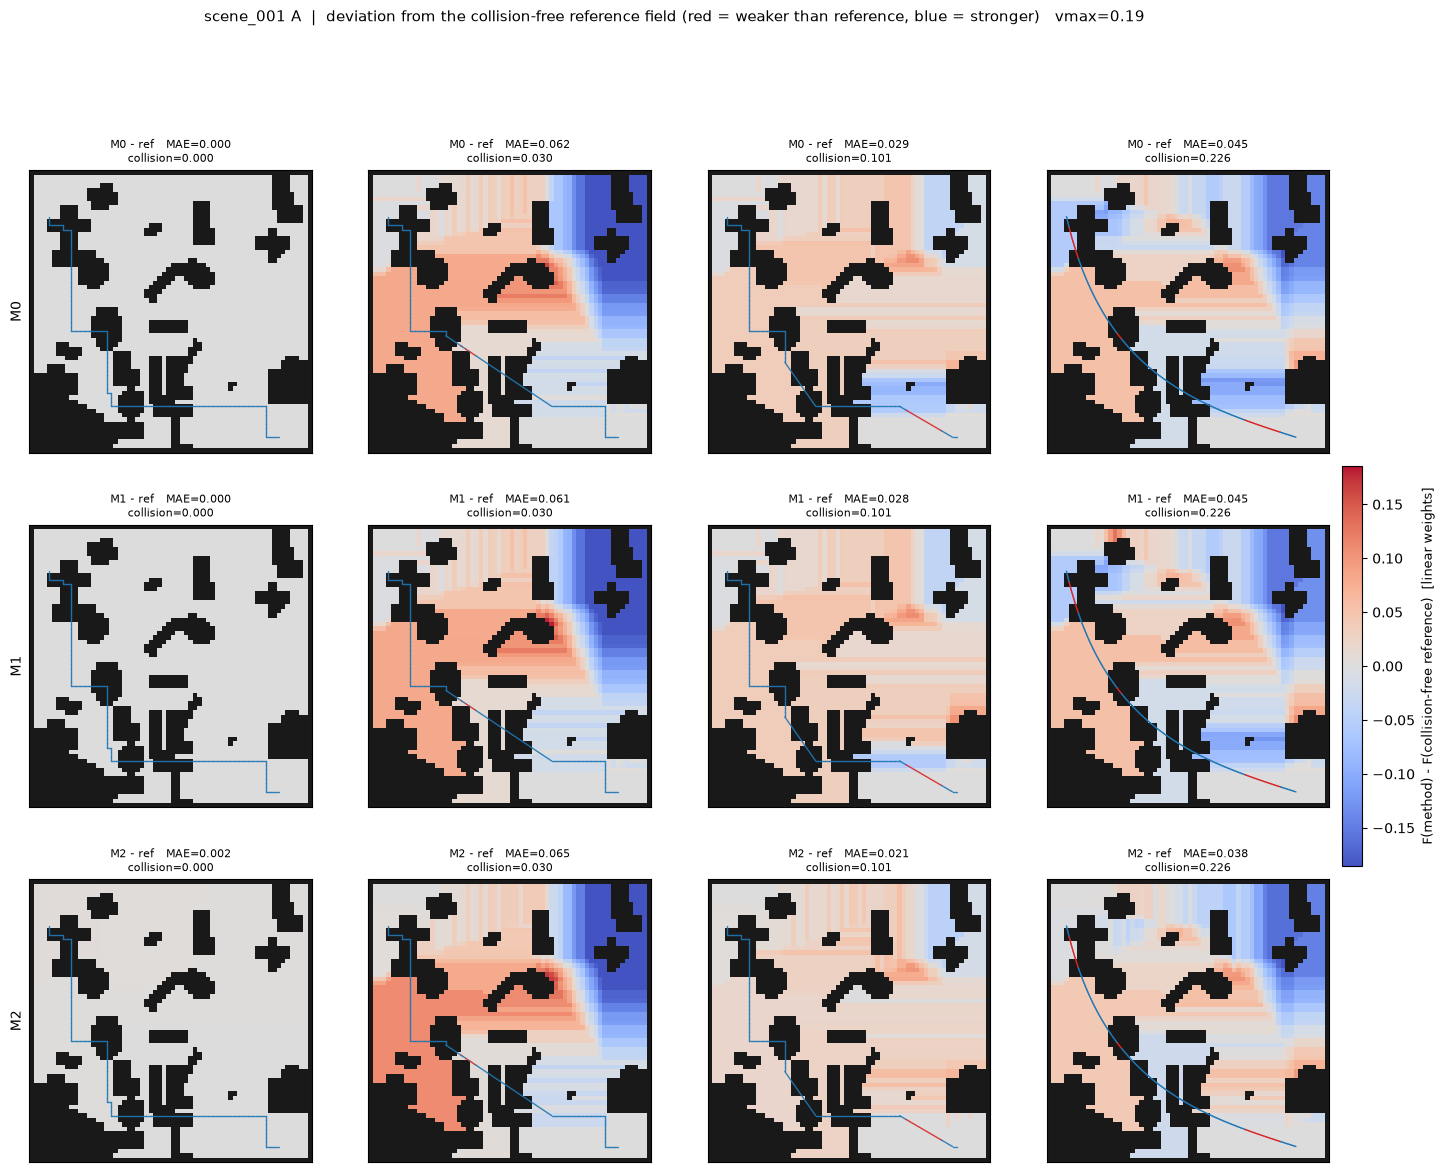 scene_001 A  |  deviation from the collision-free reference field (red = weaker than reference, blue = stronger)   vmax=0.19
M0 - ref   MAE=0.000
collision=0.000
M0 - ref   MAE=0.062
collision=0.030
M0 - ref   MAE=0.029
collision=0.101
M0 - ref   MAE=0.045
collision=0.226
M0
M1 - ref   MAE=0.000
collision=0.000
M1 - ref   MAE=0.061
collision=0.030
M1 - ref   MAE=0.028
collision=0.101
M1 - ref   MAE=0.045
collision=0.226
M1
M2 - ref   MAE=0.002
collision=0.000
M2 - ref   MAE=0.065
collision=0.030
M2 - ref   MAE=0.021
collision=0.101
M2 - ref   MAE=0.038
collision=0.226
M2
0.15
0.10
0.05
0.00
−0.05
−0.10
−0.15
F(method) - F(collision-free reference)  [linear weights]